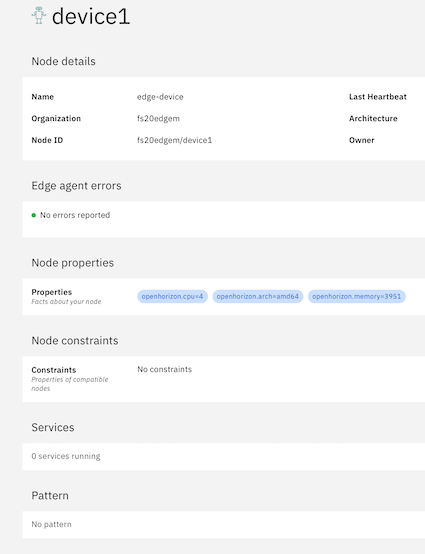 device1
Node details
Name edge-device Last Heartbeat
Organization fs20edgem Architecture
Node ID fs20edgem/device1 Owner
Edge agent errors
No errors reported
Node properties
Properties openhorizon.cpu=4 openhorizon.arch=amd64 openhorizon.memory=3951
Facts about your node
Node constraints
Constraints No constraints
Properties of compatible
nodes
Services
0 services running
Pattern
No pattern